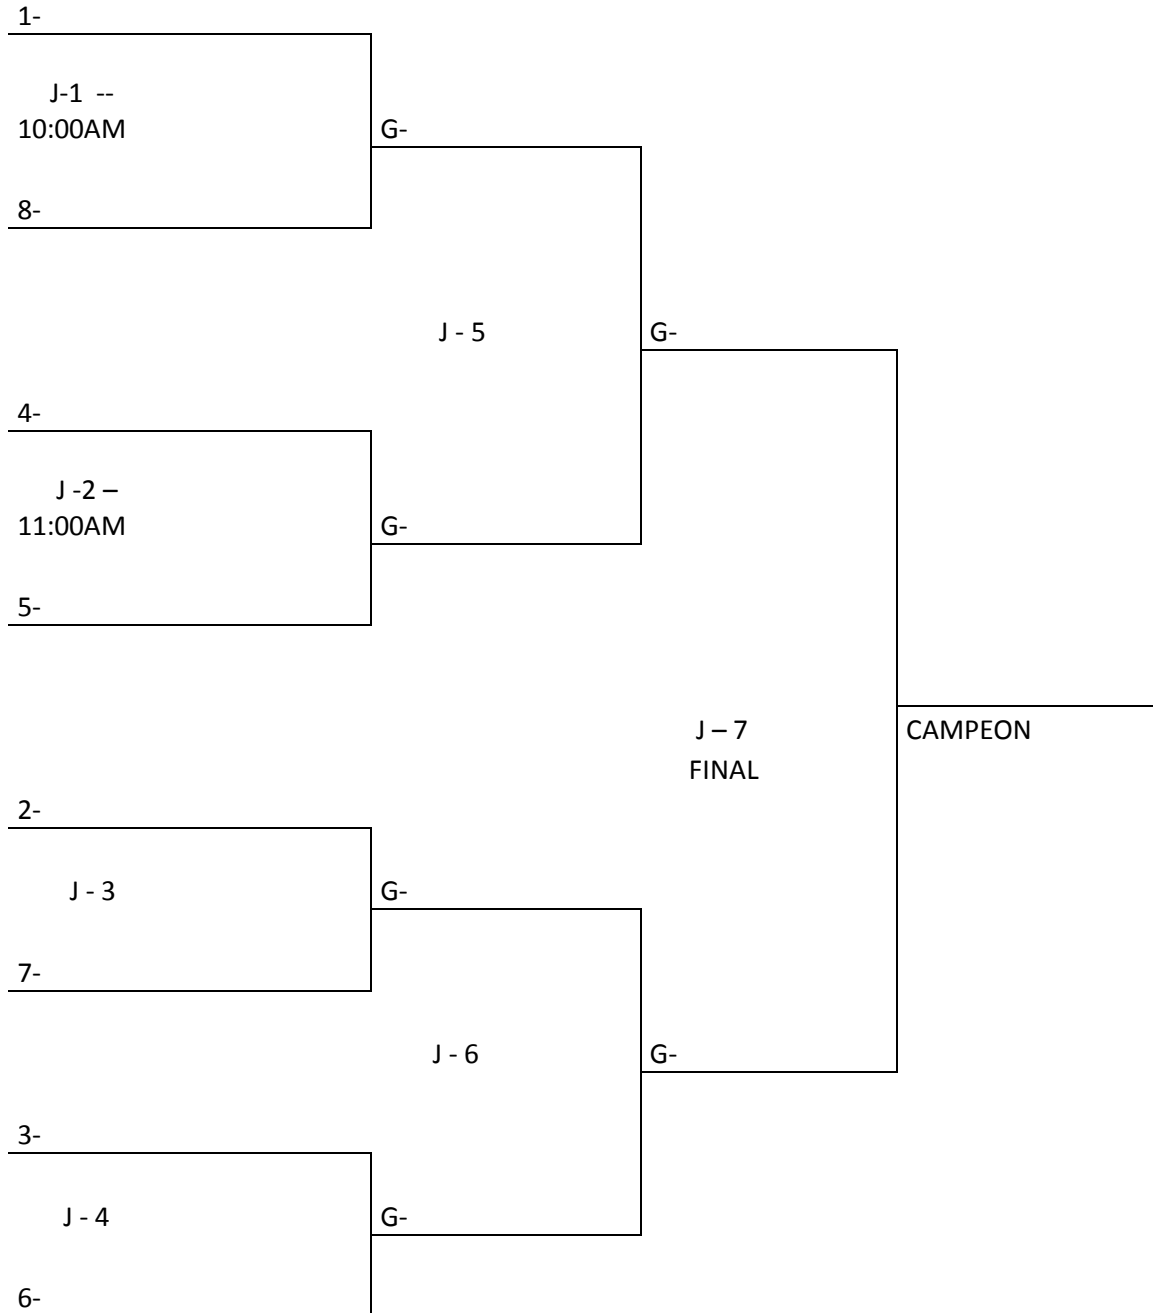 1-
J-1  --
10:00AM
G-
8-
J - 5
G-
4-
J -2 –
11:00AM
G-
5-
J – 7
FINAL
CAMPEON
2-
J - 3
G-
7-
J - 6
G-
3-
J - 4
G-
6-